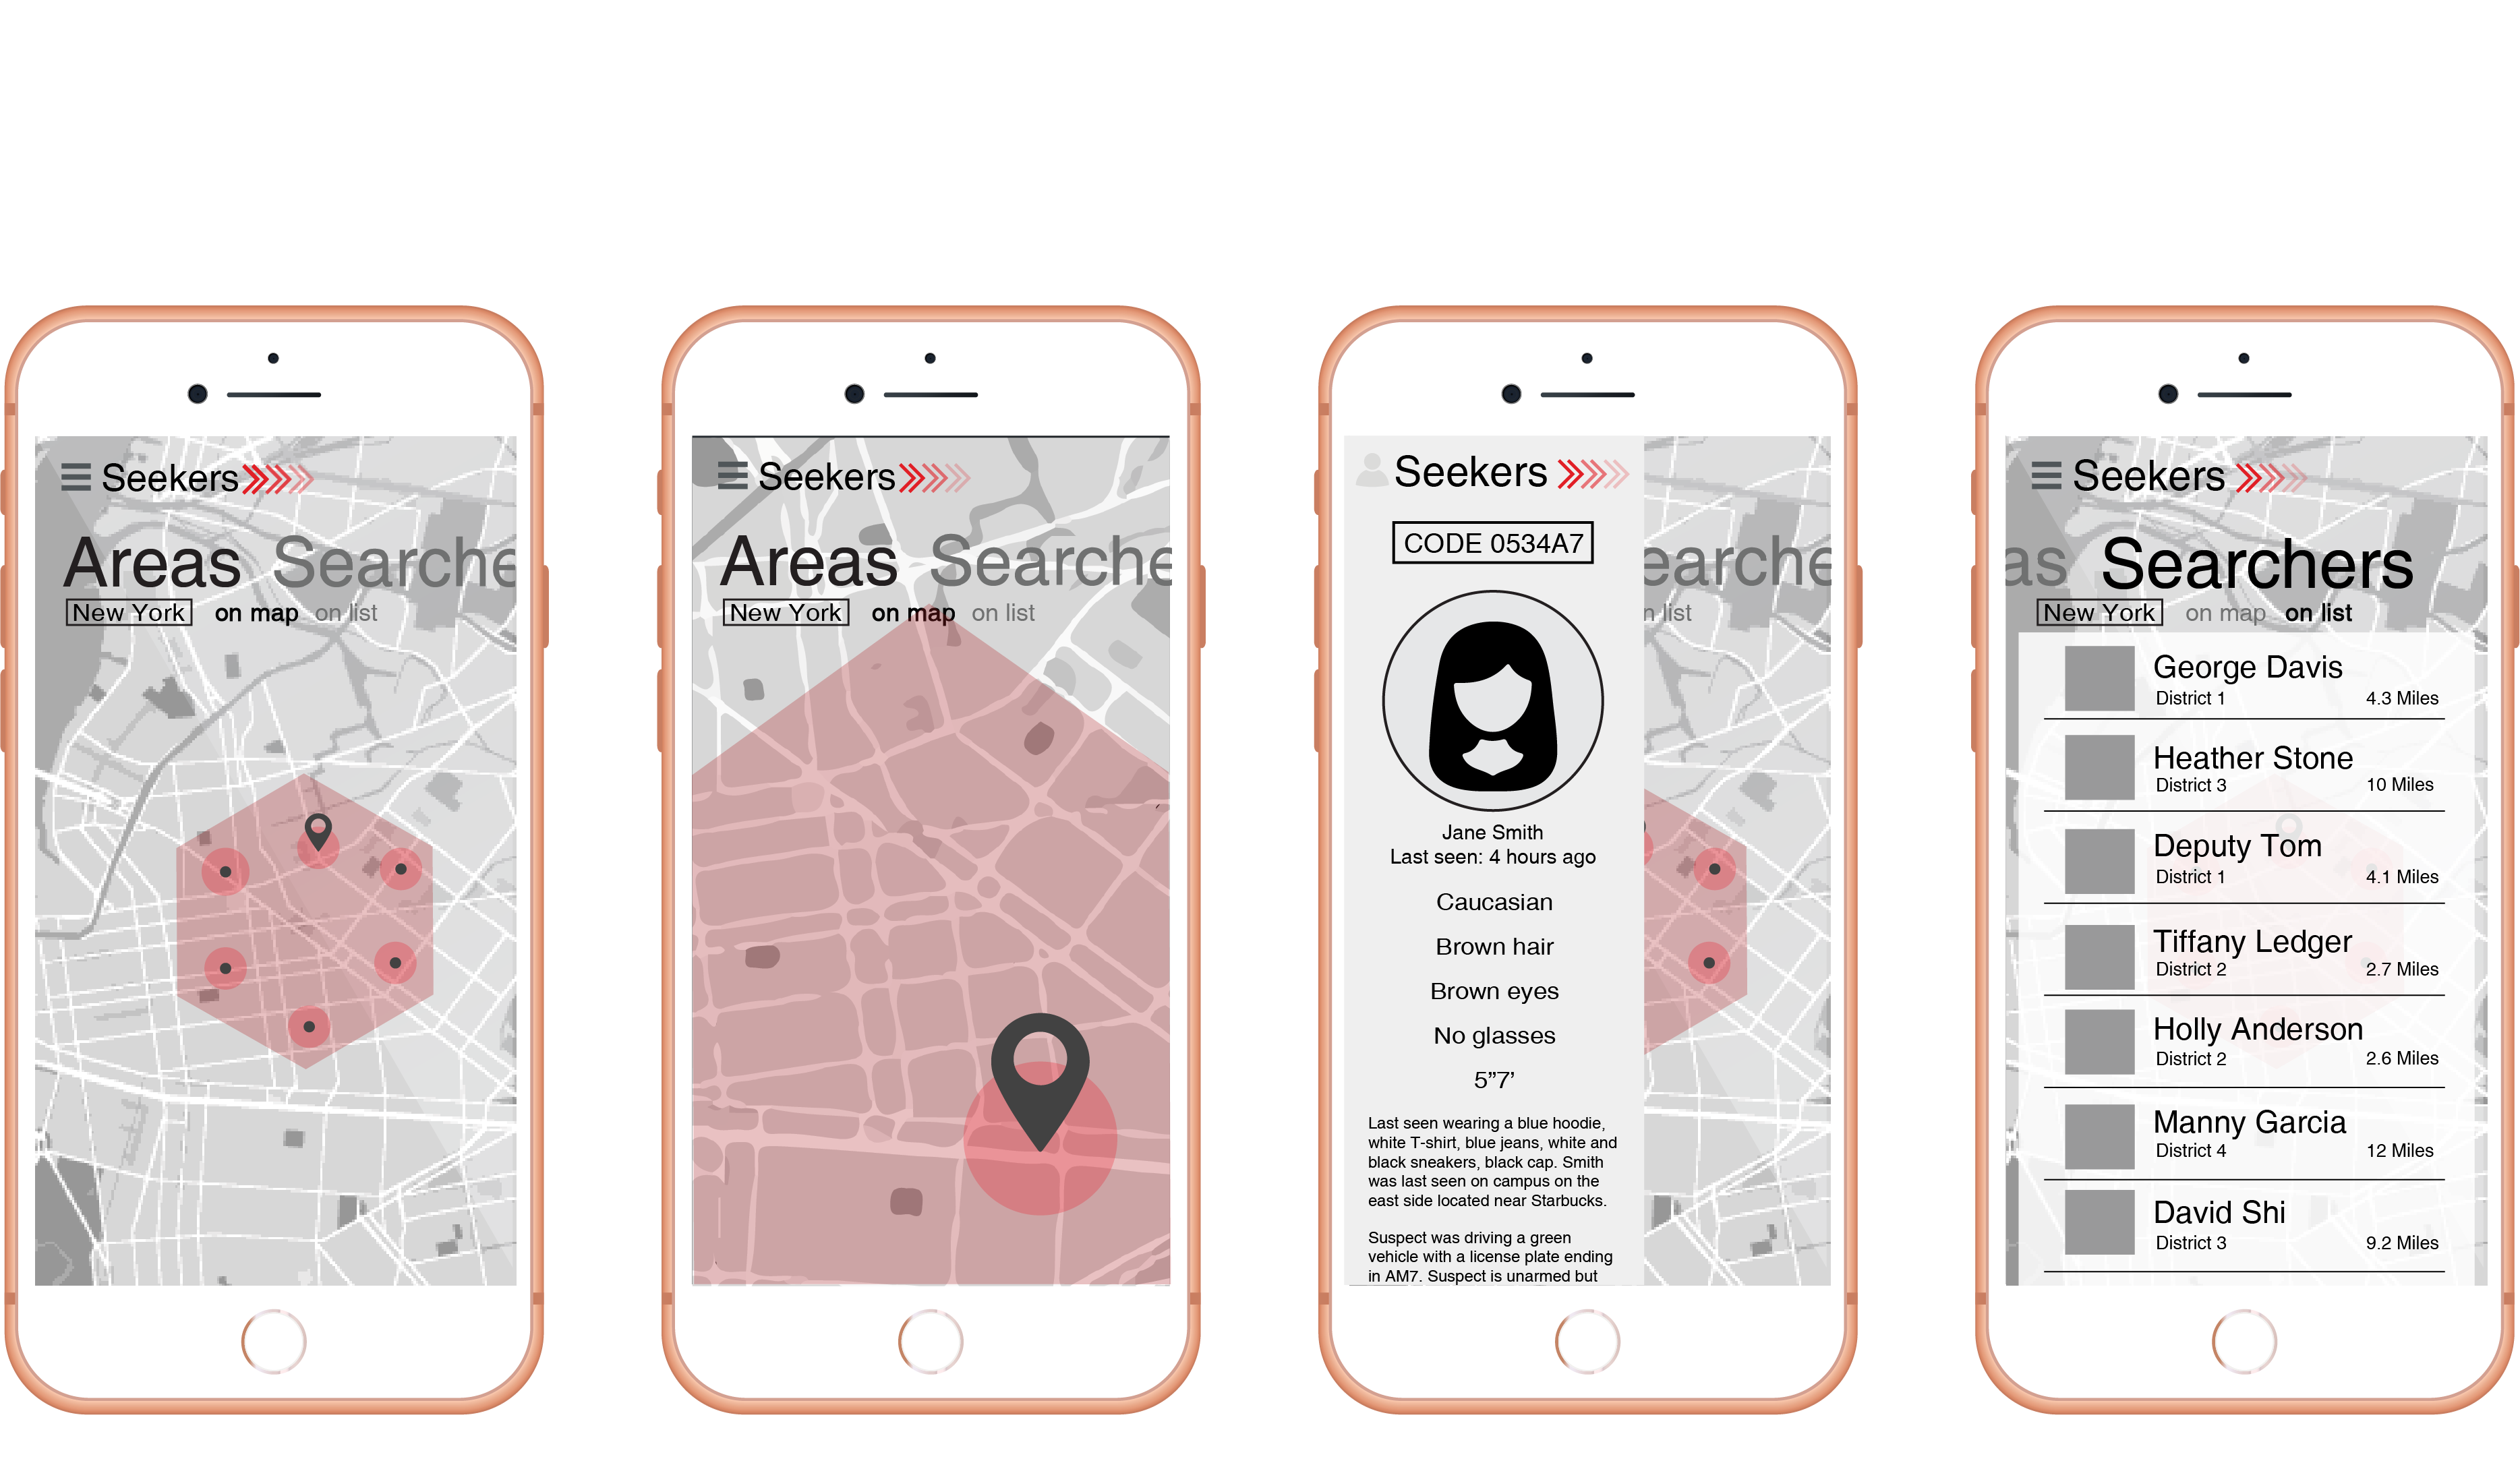 Seekers
Areas Searche
New York on map on list
Seekers
Areas Searche
New York on map on list
Seekers
CODE 0534A7
Jane Smith
Last seen: 4 hours ago
Caucasian
Brown hair
Brown eyes
No glasses
5”7’
Last seen wearing a blue hoodie,
white T-shirt, blue jeans, white and
black sneakers, black cap. Smith
was last seen on campus on the
east side located near Starbucks.
Suspect was driving a green
vehicle with a license plate ending
in AM7. Suspect is unarmed but
earche
n list
Seekers
as Searchers
New York on map on list
George Davis
District 1 4.3 Miles
Heather Stone
District 3 10 Miles
Deputy Tom
District 1 4.1 Miles
Tiffany Ledger
District 2 2.7 Miles
Holly Anderson
District 2 2.6 Miles
Manny Garcia
District 4 12 Miles
David Shi
District 3 9.2 Miles